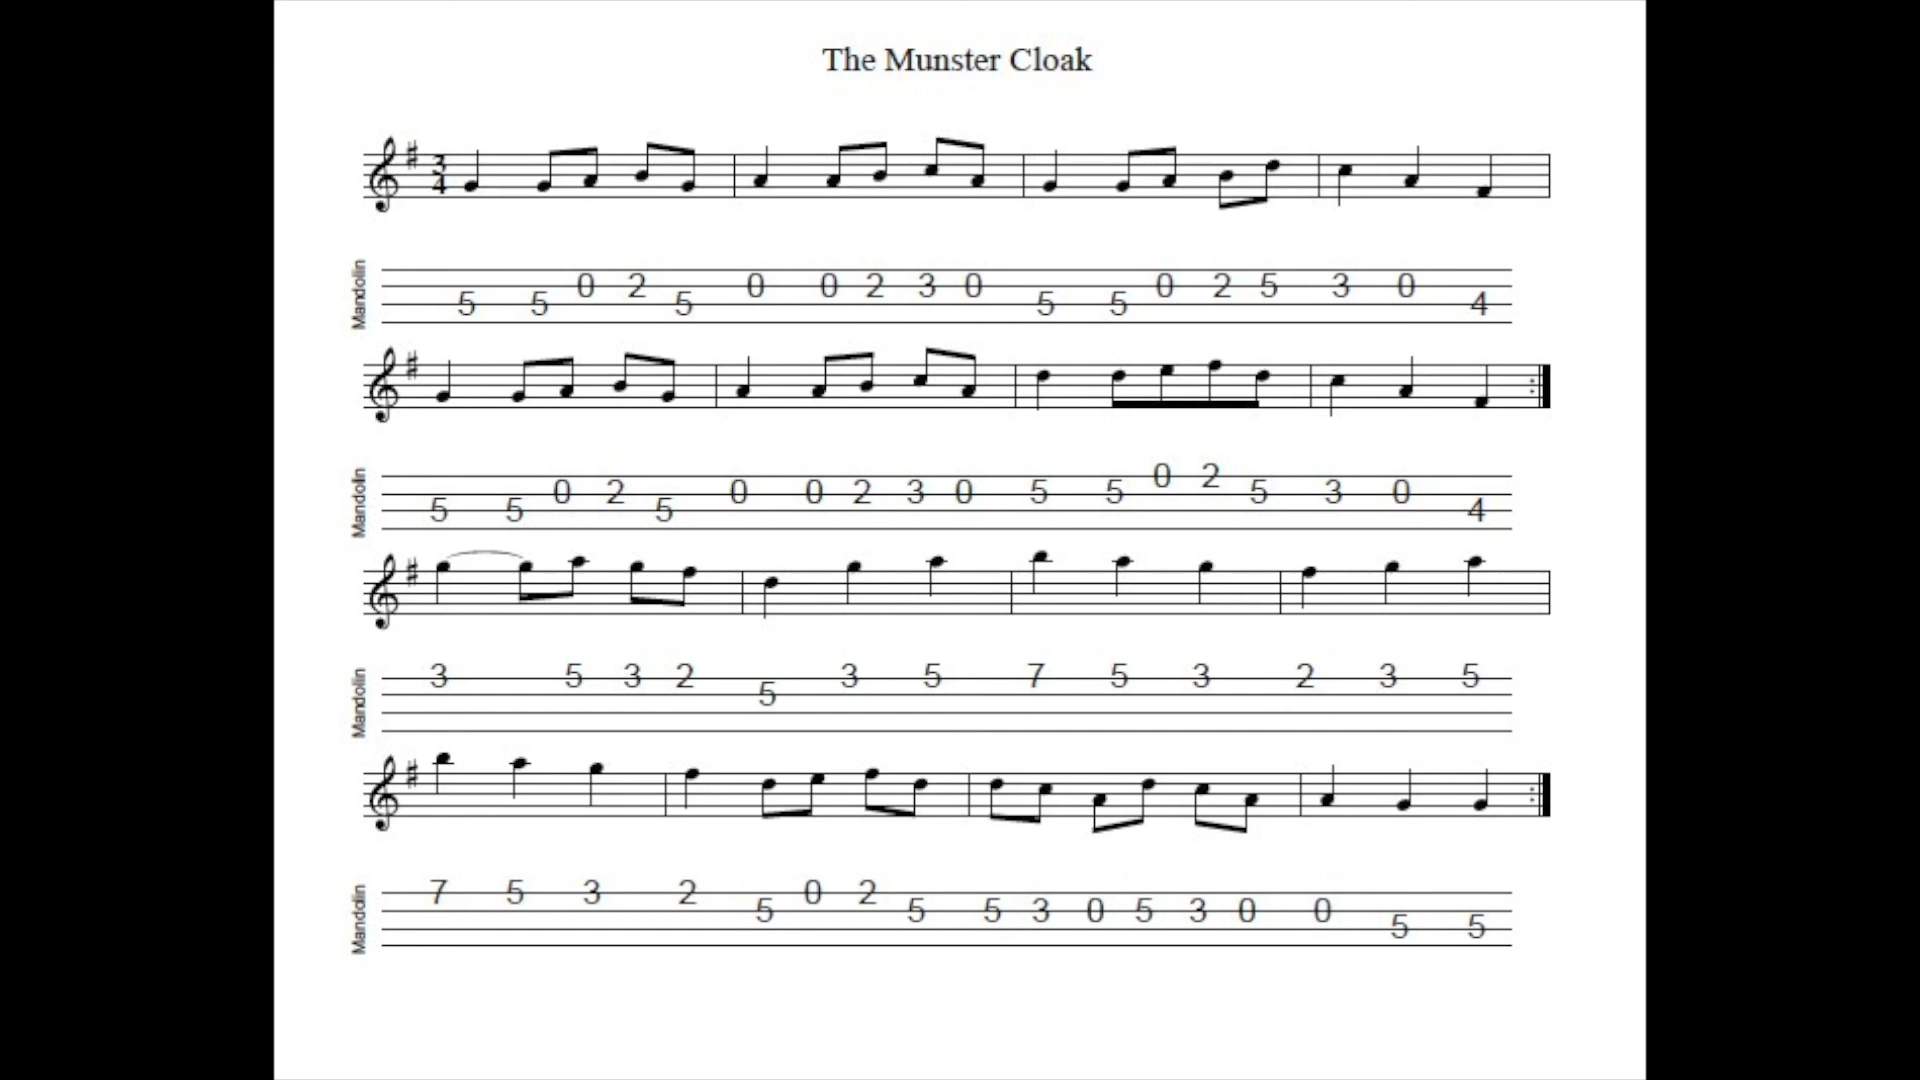 The Munster Cloak
3
4
Mandolin
5 5 0 2 5 0 0 2 3 0 5 5 0 2 5 3 0 4
Mandolin
5 5 0 2 5 0 0 2 3 0 5 5 0 2 5 3 0 4
Mandolin
3 5 3 2 5 3 5 7 5 3 2 3 5
Mandolin
7 5 3 2 5 0 2 5 5 3 0 5 3 0 0 5 5